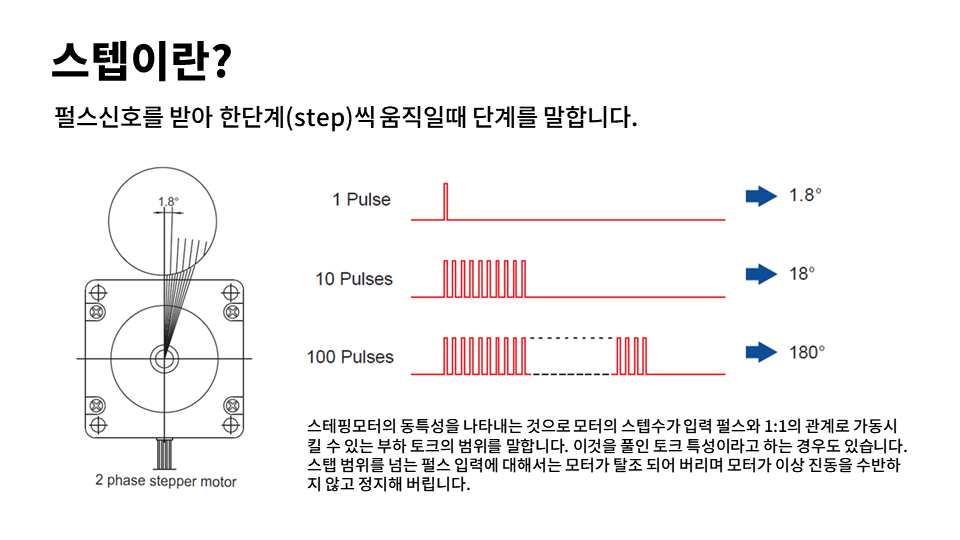 스텝이란?
펄스신호를 받아 한단계(step)씩 움직일때 단계를 말합니다.
1.8°
1 Pulse
1.8°
10 Pulses
18°
100 Pulses
180°
2 phase stepper motor
스테핑모터의 동특성을 나타내는 것으로 모터의 스텝수가 입력 펄스와 1:1의 관계로 가동시
킬 수 있는 부하 토크의 범위를 말합니다. 이것을 풀인 토크 특성이라고 하는 경우도 있습니다.
스탭 범위를 넘는 펄스 입력에 대해서는 모터가 탈조 되어 버리며 모터가 이상 진동을 수반하
지 않고 정지해 버립니다.